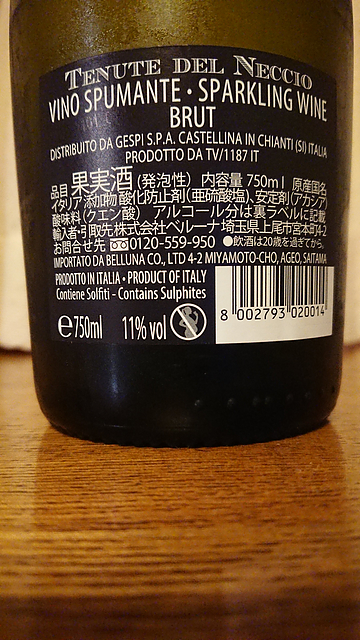 TENUTE DEL NECCIO
VINO SPUMANTE • SPARKLING WINE
BRUT
DISTRIBUITO DA GESPI S.P.A. CASTELLINA IN CHIANTI (SI) ITALIA
PRODOTTO DA TV/1187 IT
品目 果実酒 (発泡性) 内容量 750ml 原産国名
イタリア 添加物 酸化防止剤(亜硫酸塩)、安定剤(アカシア)
酸味料(クエン酸) アルコール分は裏ラベルに記載
輸入者・引取先 株式会社ベルーナ 埼玉県上尾市宮本町4-2
お問合せ先 0120-559-950 ●飲酒は20歳を過ぎてから。
IMPORTATO DA BELLUNA CO., LTD 4-2 MIYAMOTO-CHO, AGEO, SAITAMA
PRODOTTO IN ITALIA • PRODUCT OF ITALY
Contiene Solfiti - Contains Sulphites
e750ml 11% vol
8 002793 020014